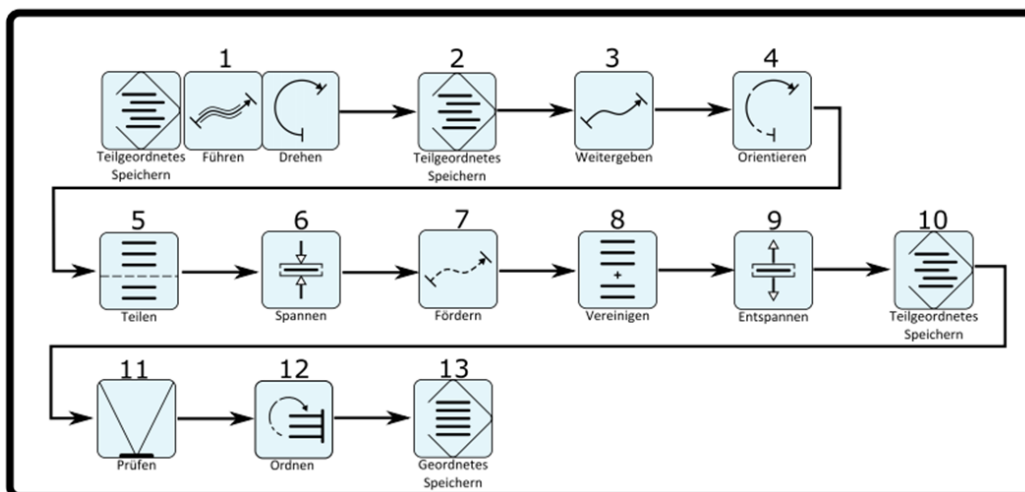 1
2
3
4
Teilgeordnetes
Speichern
Führen
Drehen
Teilgeordnetes
Speichern
Weitergeben
Orientieren
5
6
7
8
9
10
+
Teilen
Spannen
Fördern
Vereinigen
Entspannen
Teilgeordnetes
Speichern
11
12
13
Prüfen
Ordnen
Geordnetes
Speichern